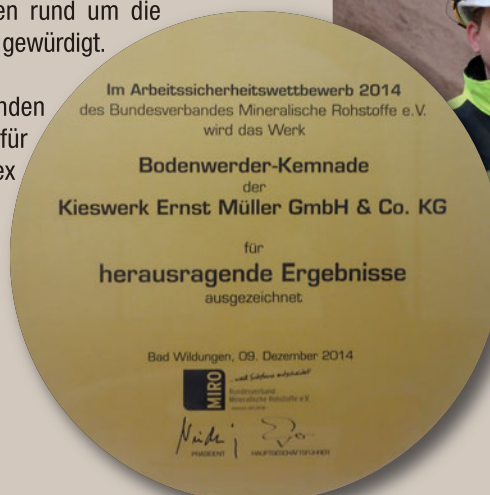 en rund um die
gewürdigt.
nden
für
ex
Im Arbeitssicherheitswettbewerb 2014
des Bundesverbandes Mineralische Rohstoffe e.V.
wird das Werk
Bodenwerder-Kemnade
der
Kieswerk Ernst Müller GmbH & Co. KG
für
herausragende Ergebnisse
ausgezeichnet
Bad Wildungen, 09. Dezember 2014
MIRO
Bundesverband
Mineralische Rohstoffe e.V.
PRÄSIDENT HAUPTGESCHÄFTSFÜHRER